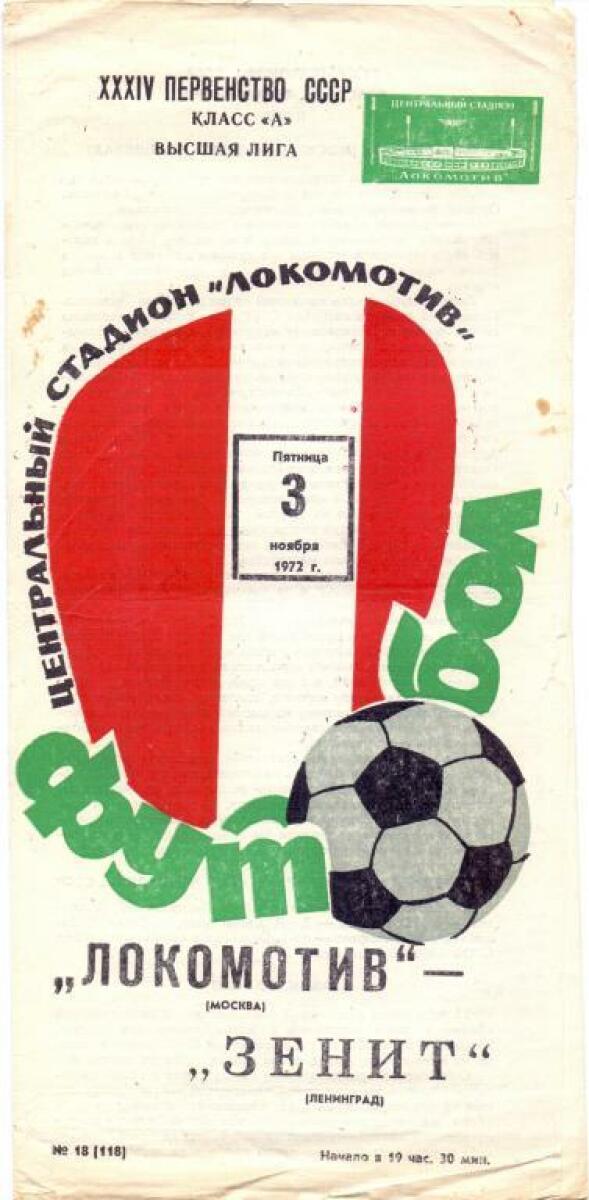 XXXIV ПЕРВЕНСТВО СССР
КЛАСС «А»
ВЫСШАЯ ЛИГА
ЦЕНТРАЛЬНЫЙ СТАДИОН
"ЛОКОМОТИВ"
ЦЕНТРАЛЬНЫЙ СТАДИОН „ЛОКОМОТИВ“
Пятница
3
ноября
1972 г.
футбол
„ЛОКОМОТИВ“ —
(МОСКВА)
„ЗЕНИТ“
(ЛЕНИНГРАД)
№ 18 (118)
Начало в 19 час. 30 мин.